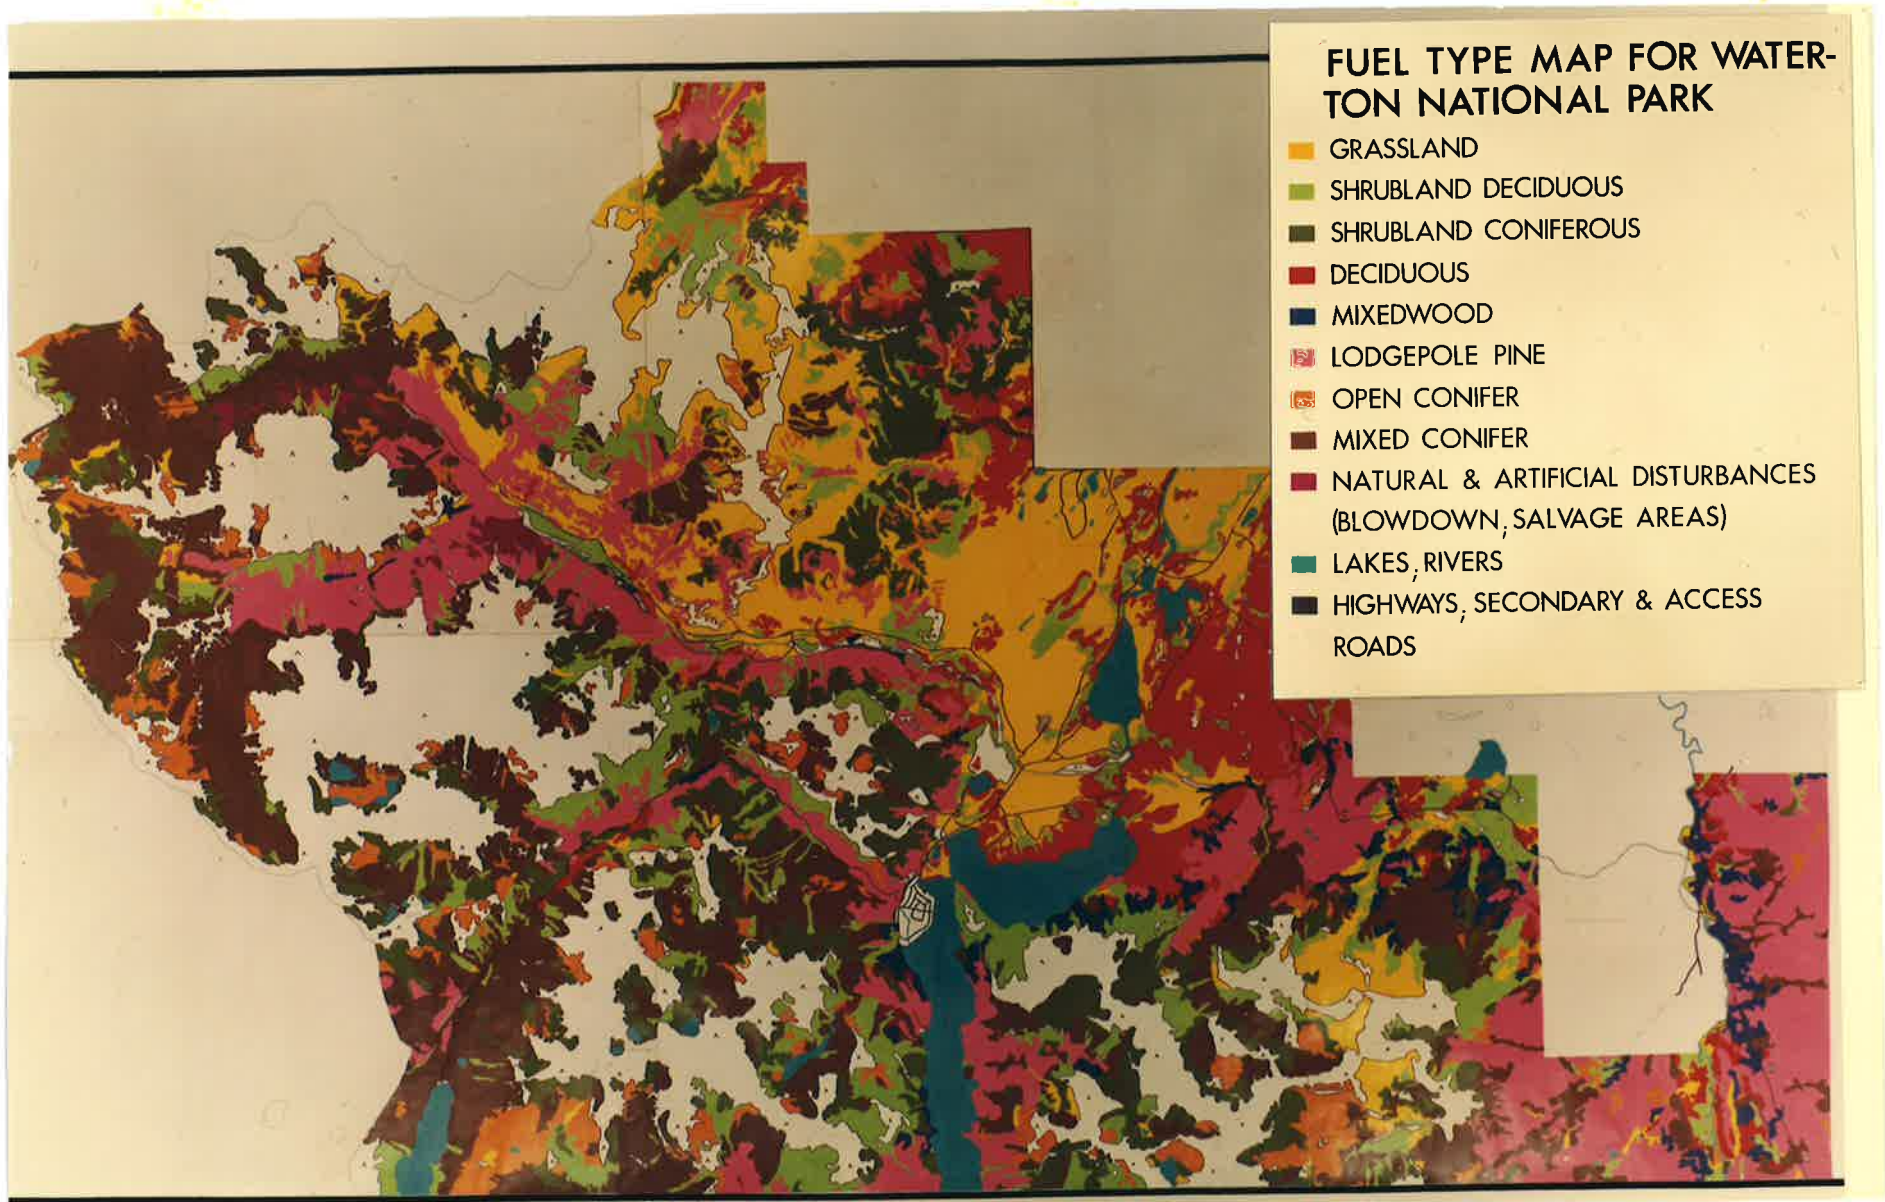 FUEL TYPE MAP FOR WATER-
TON NATIONAL PARK
GRASSLAND
SHRUBLAND DECIDUOUS
SHRUBLAND CONIFEROUS
DECIDUOUS
MIXEDWOOD
LODGEPOLE PINE
OPEN CONIFER
MIXED CONIFER
NATURAL & ARTIFICIAL DISTURBANCES
(BLOWDOWN, SALVAGE AREAS)
LAKES, RIVERS
HIGHWAYS, SECONDARY & ACCESS
ROADS